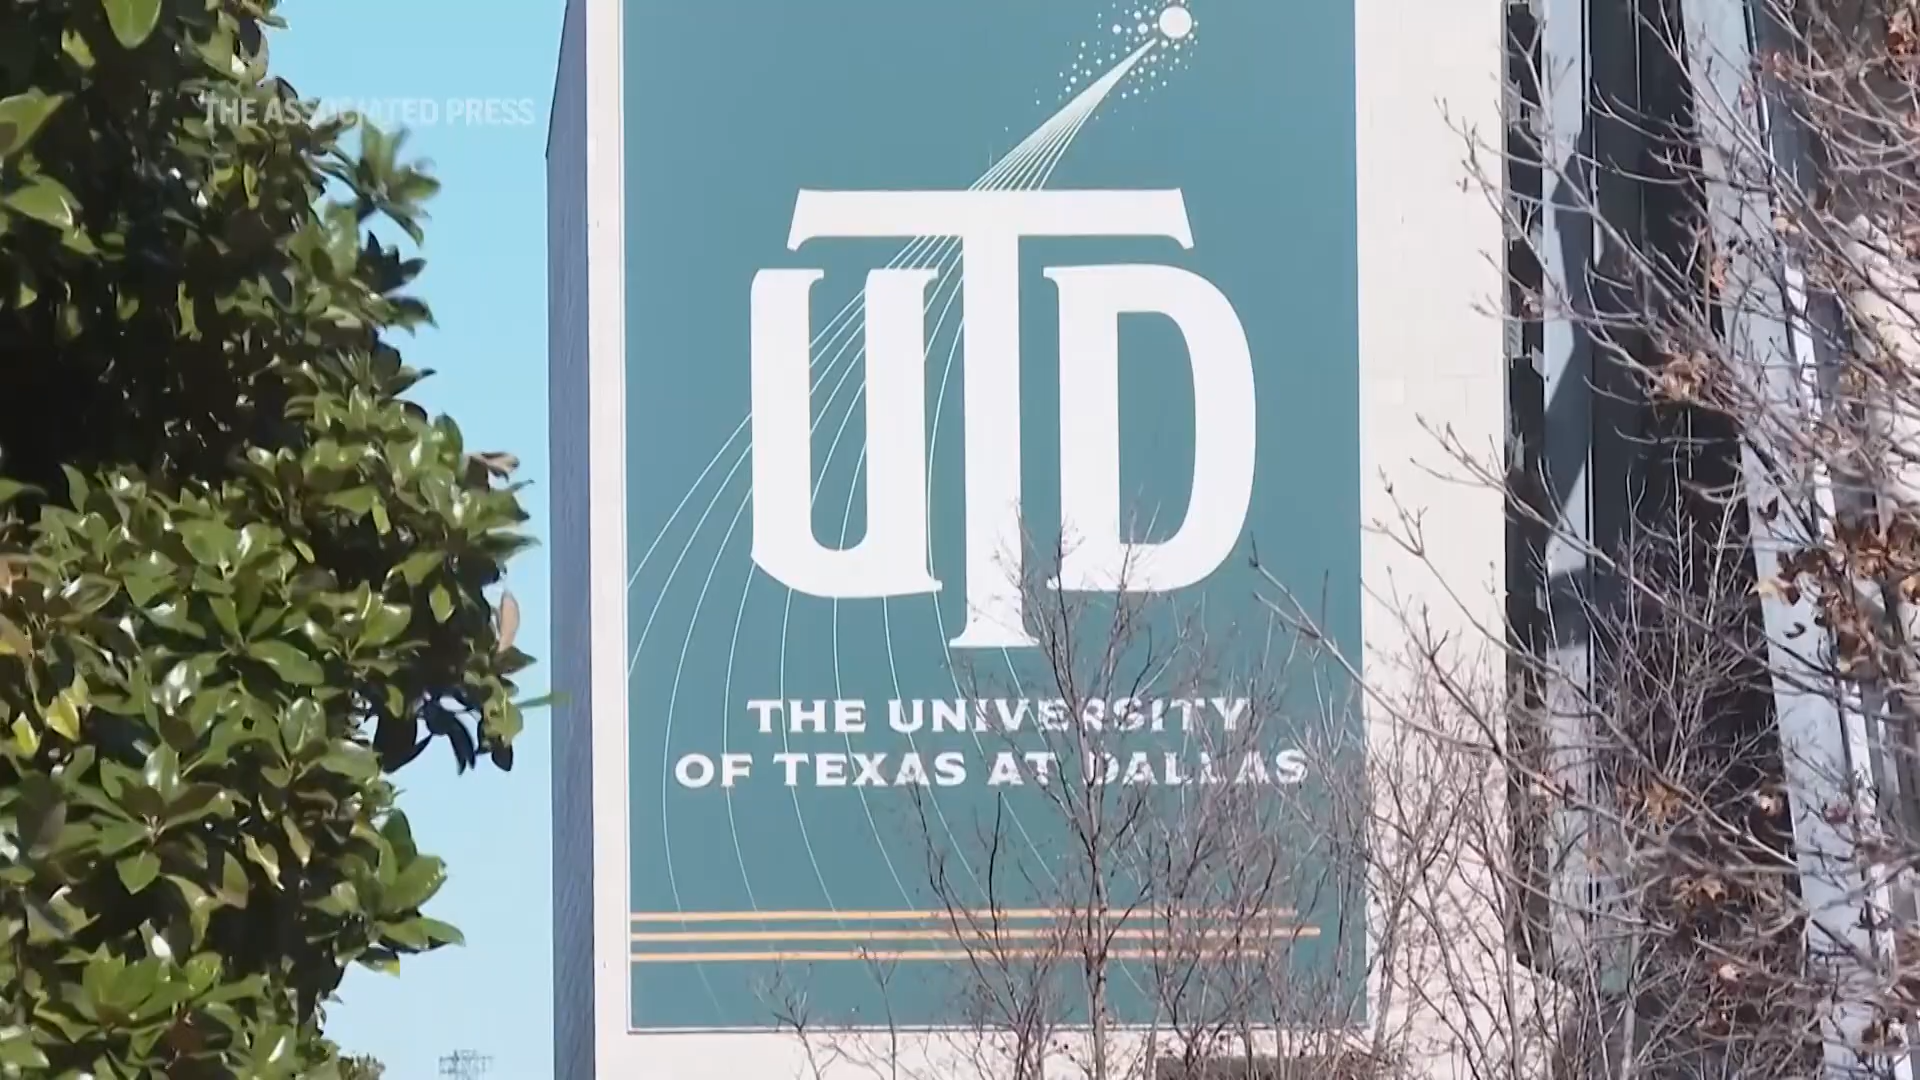 THE ASSOCIATED PRESS
UTD
THE UNIVERSITY
OF TEXAS AT DALLAS